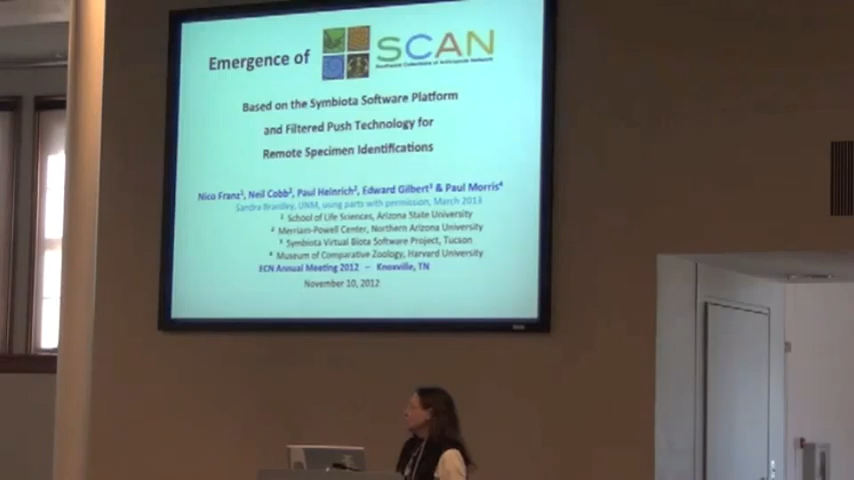 Emergence of SCAN
Southwest Collections of Arthropods Network
Based on the Symbiota Software Platform
and Filtered Push Technology for
Remote Specimen Identifications
Nico Franz¹, Neil Cobb², Paul Heinrich², Edward Gilbert³ & Paul Morris⁴
Sandra Brantley, UNM, using parts with permission, March 2013
¹ School of Life Sciences, Arizona State University
² Merriam-Powell Center, Northern Arizona University
³ Symbiota Virtual Biota Software Project, Tucson
⁴ Museum of Comparative Zoology, Harvard University
ECN Annual Meeting 2012 – Knoxville, TN
November 10, 2012